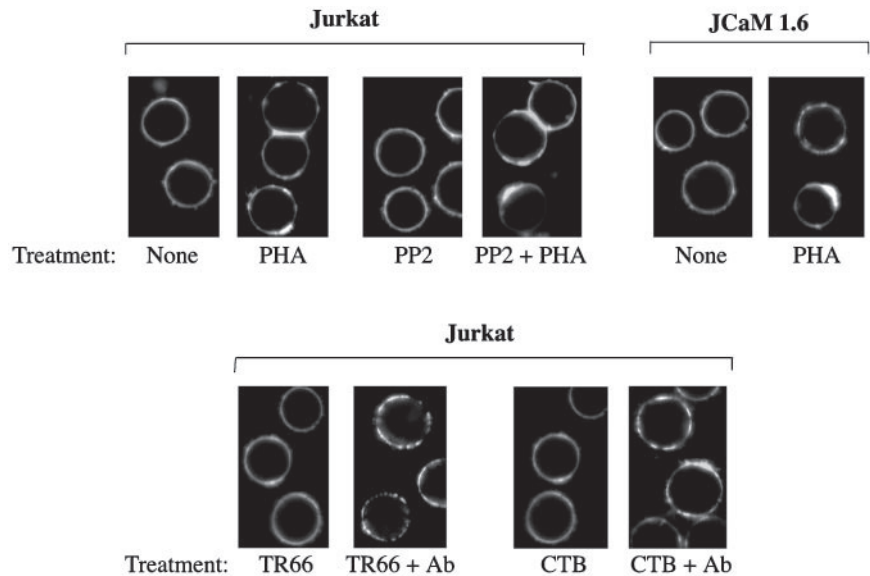 Jurkat
JCaM 1.6
Treatment: None PHA PP2 PP2 + PHA None PHA
Jurkat
Treatment: TR66 TR66 + Ab CTB CTB + Ab